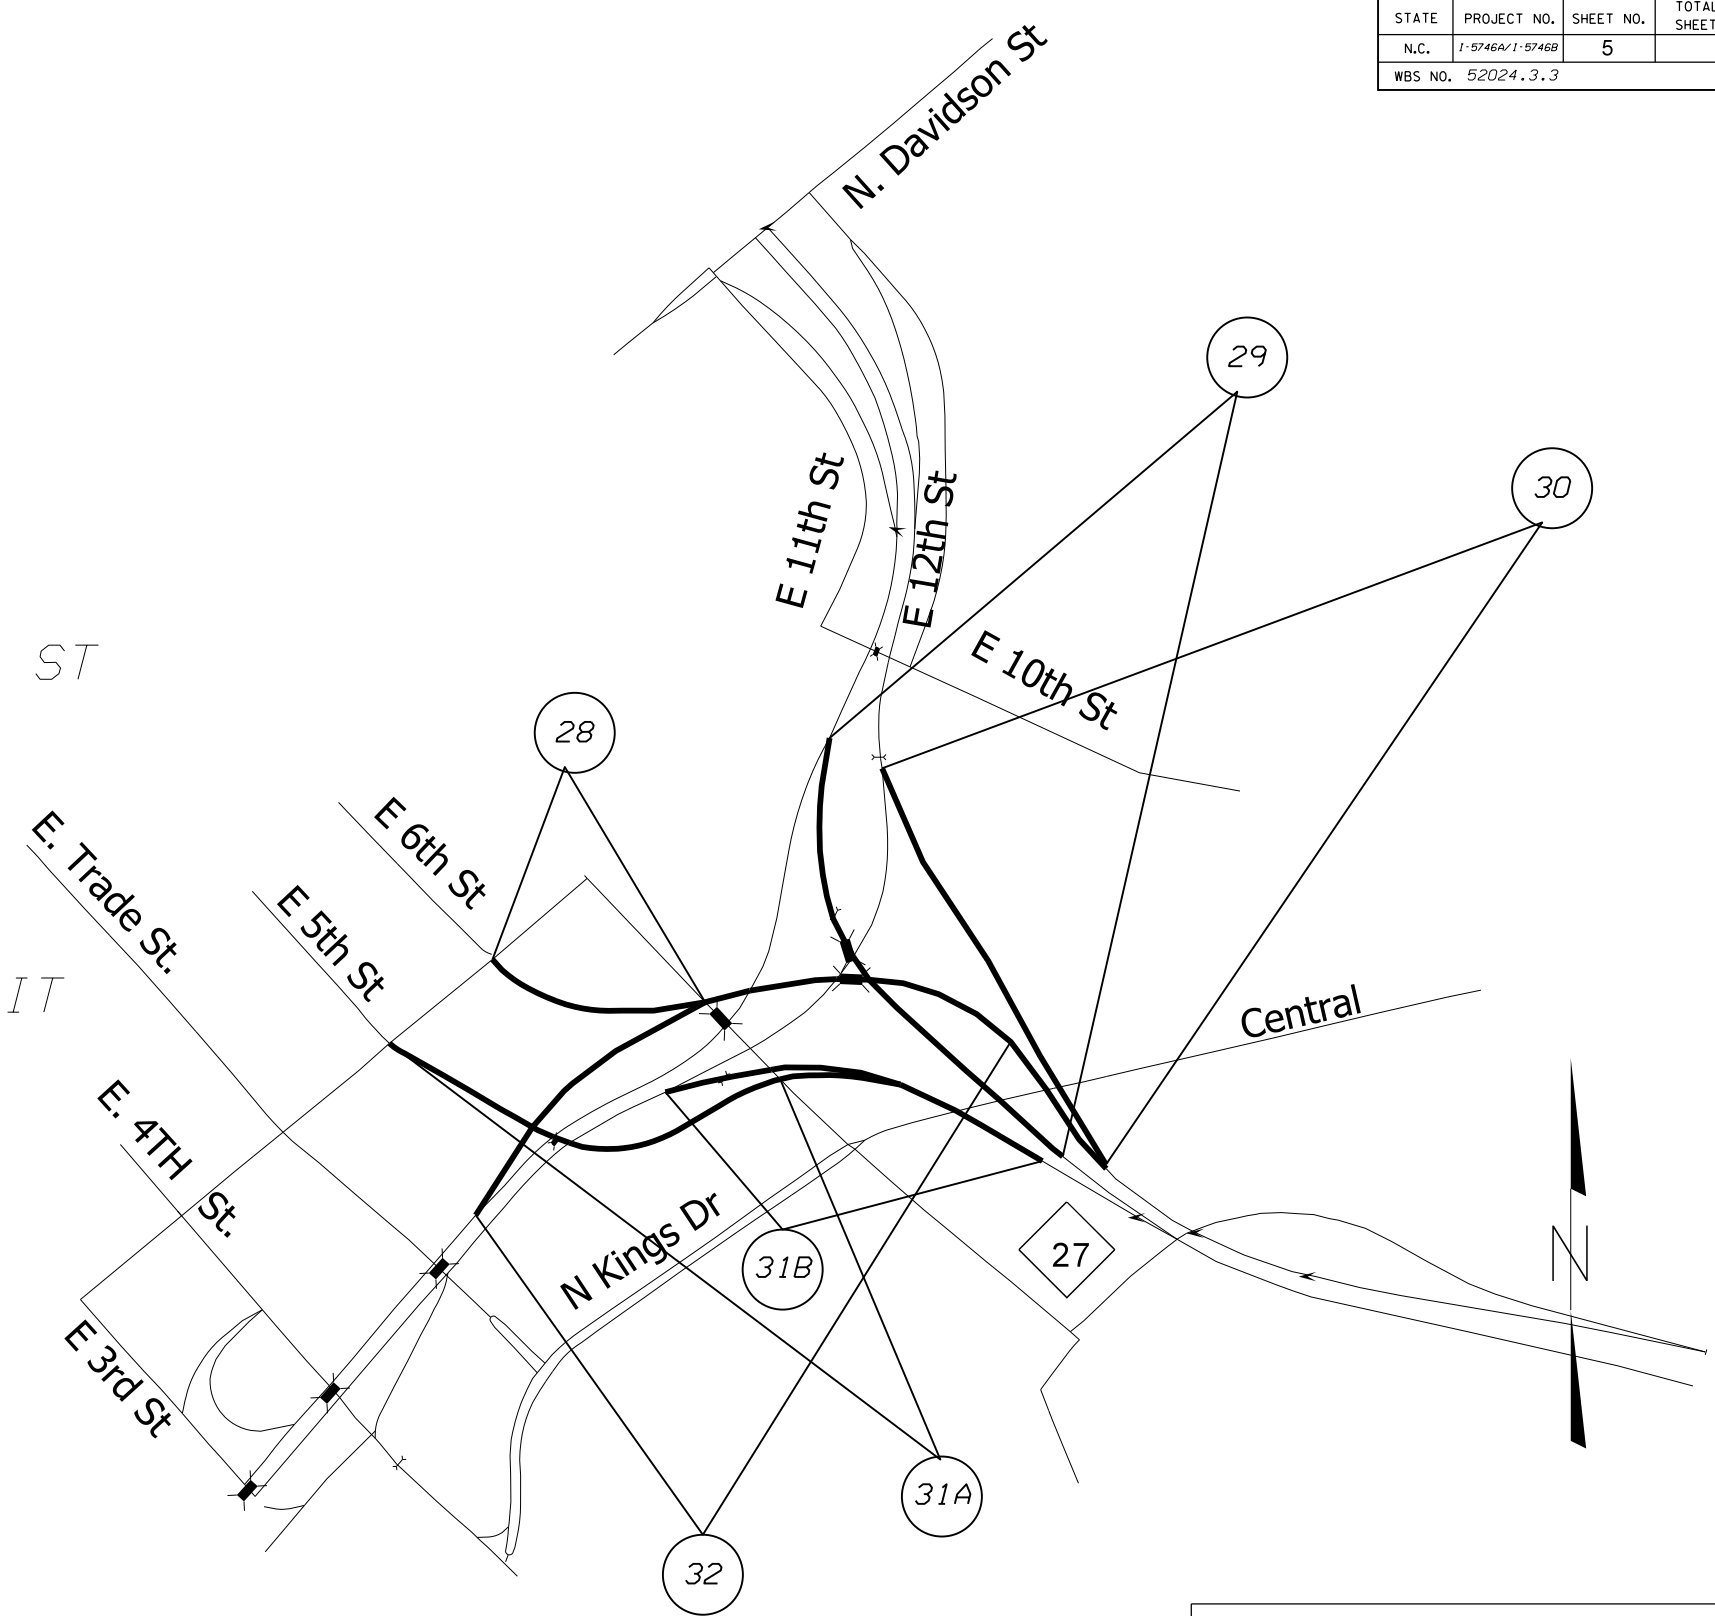 STATE PROJECT NO. SHEET NO. TOTAL SHEET
N.C. I-5746A/I-5746B 5
WBS NO. 52024.3.3
N. Davidson St
29
E 11th St
E 12th St
30
E 10th St
ST
28
E. Trade St.
E 6th St
E 5th St
IT
Central
E. 4TH St.
N Kings Dr
31B
27
N
E 3rd St
31A
32